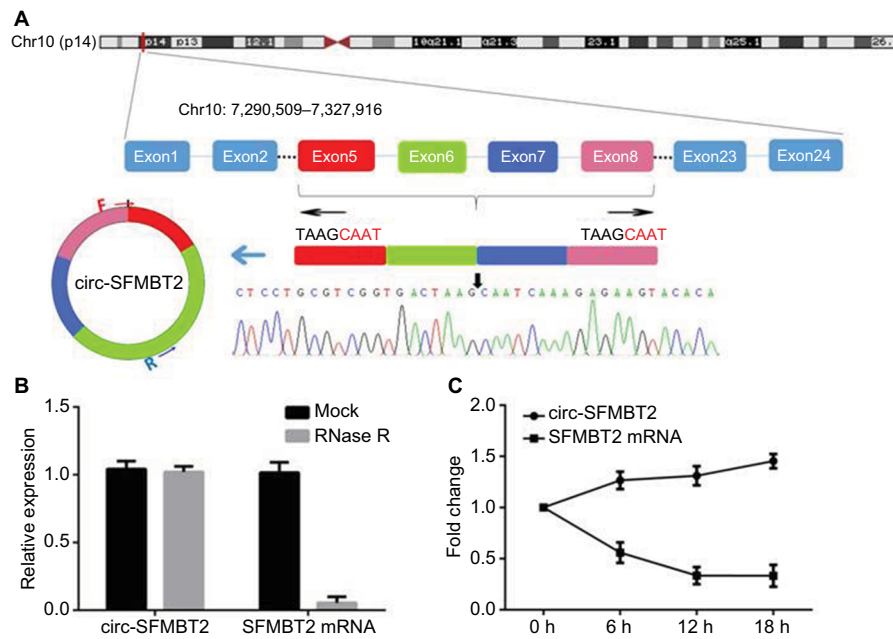 A
Chr10 (p14)
p14 p13 12.1 10q21.1 q21.3 23.1 q25.1 26.
Chr10: 7,290,509–7,327,916
Exon1 Exon2 Exon5 Exon6 Exon7 Exon8 Exon23 Exon24
F
TAAGCAAT TAAGCAAT
circ-SFMBT2
CTCCTGCGTCGGTGACTAAGCAATCAAAGAGAAGTACACA
R
B
Relative expression
1.5
1.0
0.5
0.0
Mock
RNase R
circ-SFMBT2 SFMBT2 mRNA
C
Fold change
2.0
1.5
1.0
0.5
0.0
circ-SFMBT2
SFMBT2 mRNA
0 h 6 h 12 h 18 h